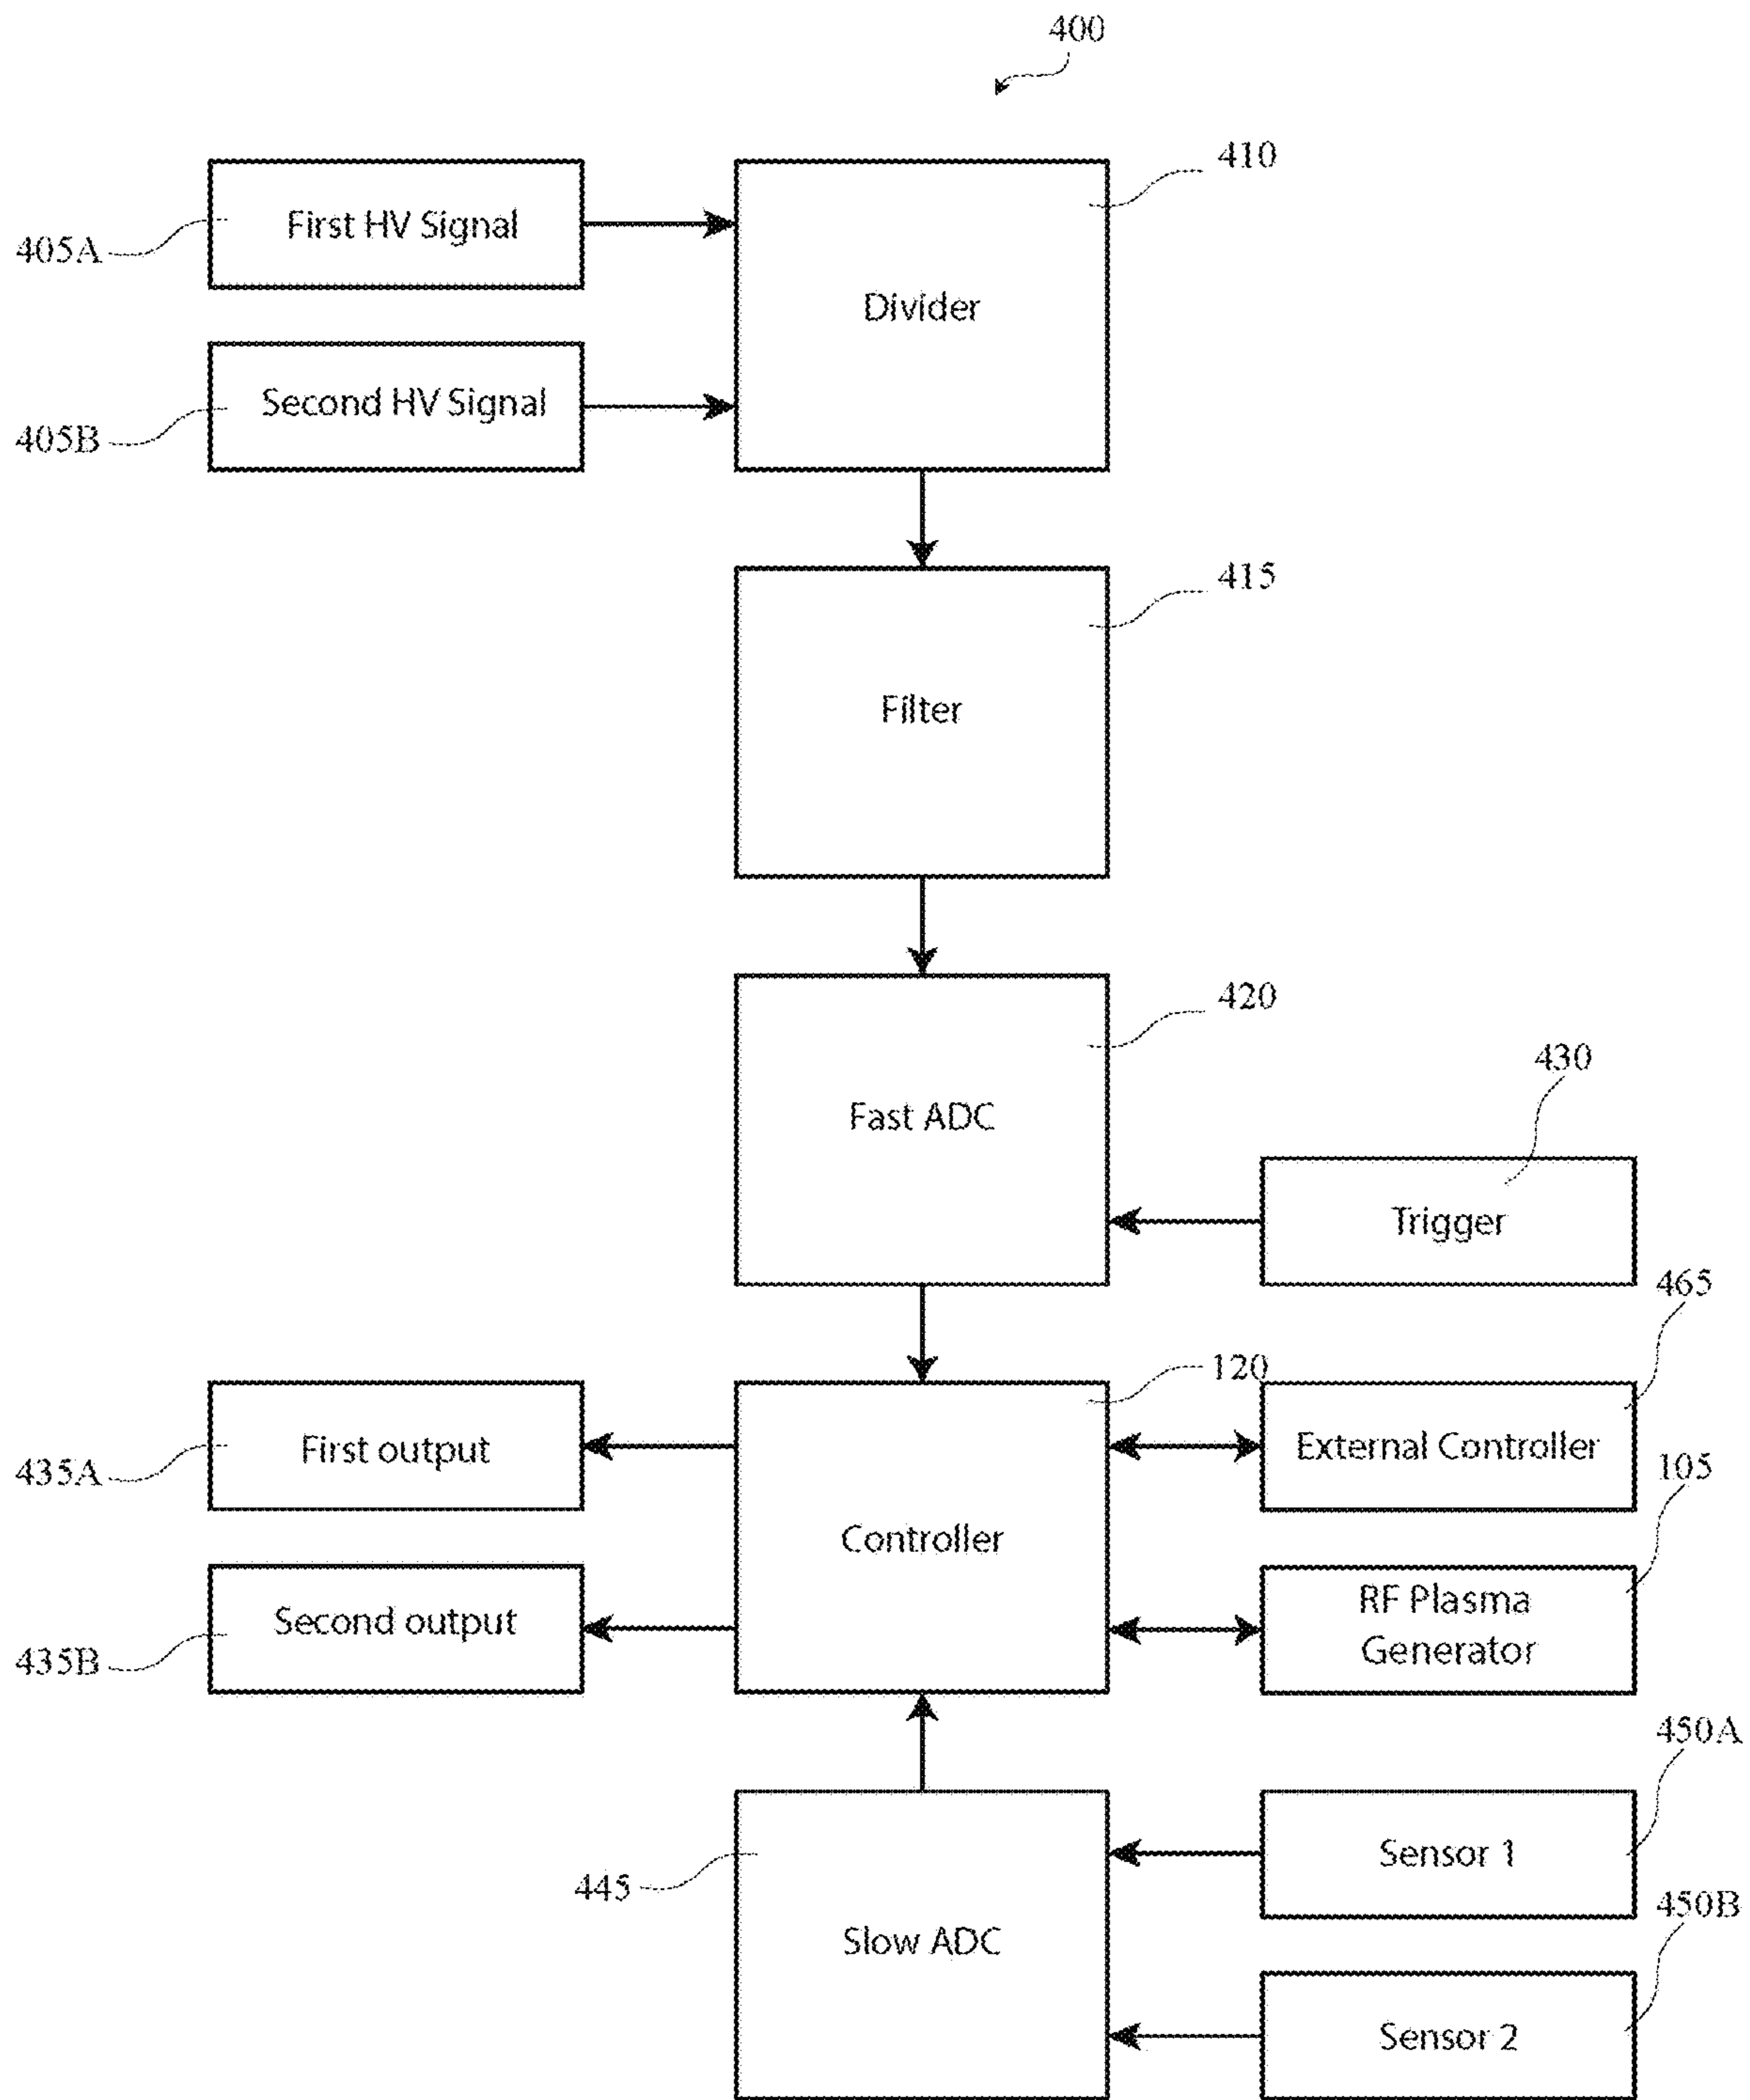 400
410
First HV Signal
405A
Divider
Second HV Signal
405B
415
Filter
420
Fast ADC
430
Trigger
465
120
First output
External Controller
435A
105
Controller
Second output
RF Plasma
Generator
435B
450A
Sensor 1
445
450B
Slow ADC
Sensor 2